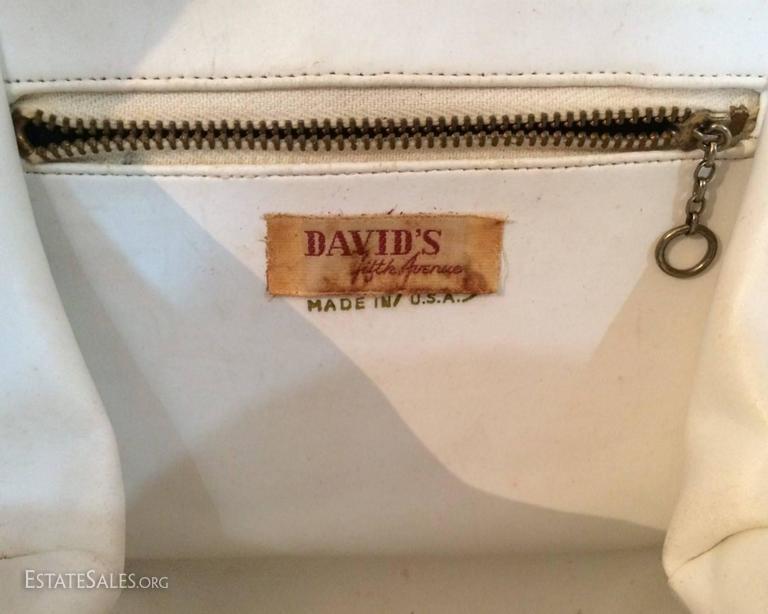 DAVID'S
fifth Avenue
MADE IN U.S.A.
ESTATESALES.ORG